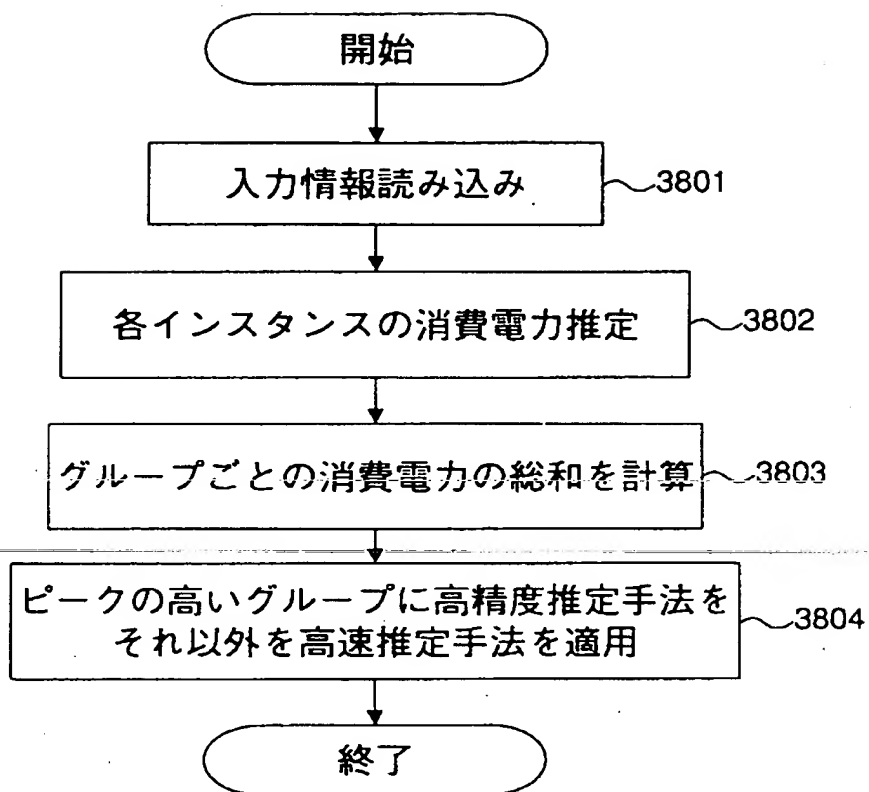 開始
入力情報読み込み
3801
各インスタンスの消費電力推定
3802
グループごとの消費電力の総和を計算
3803
ピークの高いグループに高精度推定手法を
それ以外を高速推定手法を適用
3804
終了